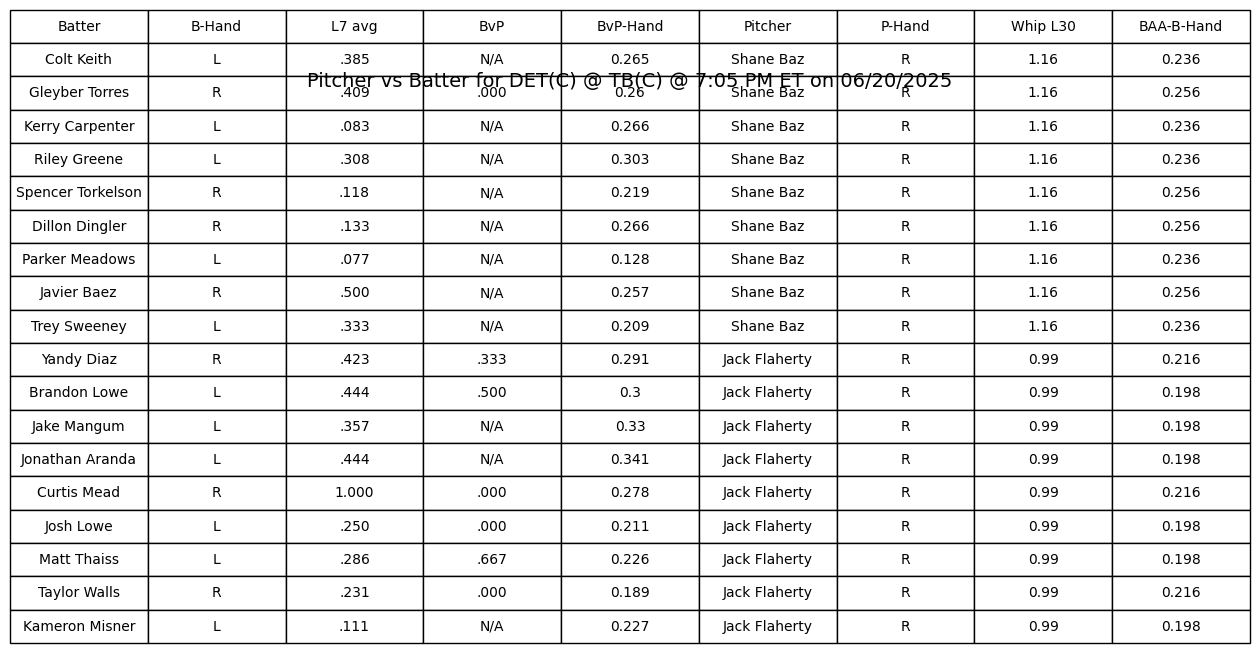 Batter B-Hand L7 avg BvP BvP-Hand Pitcher P-Hand Whip L30 BAA-B-Hand
Colt Keith L .385 N/A 0.265 Shane Baz R 1.16 0.236
Pitcher vs Batter for DET(C) @ TB(C) @ 7:05 PM ET on 06/20/2025
Gleyber Torres R .409 .000 0.26 Shane Baz R 1.16 0.256
Kerry Carpenter L .083 N/A 0.266 Shane Baz R 1.16 0.236
Riley Greene L .308 N/A 0.303 Shane Baz R 1.16 0.236
Spencer Torkelson R .118 N/A 0.219 Shane Baz R 1.16 0.256
Dillon Dingler R .133 N/A 0.266 Shane Baz R 1.16 0.256
Parker Meadows L .077 N/A 0.128 Shane Baz R 1.16 0.236
Javier Baez R .500 N/A 0.257 Shane Baz R 1.16 0.256
Trey Sweeney L .333 N/A 0.209 Shane Baz R 1.16 0.236
Yandy Diaz R .423 .333 0.291 Jack Flaherty R 0.99 0.216
Brandon Lowe L .444 .500 0.3 Jack Flaherty R 0.99 0.198
Jake Mangum L .357 N/A 0.33 Jack Flaherty R 0.99 0.198
Jonathan Aranda L .444 N/A 0.341 Jack Flaherty R 0.99 0.198
Curtis Mead R 1.000 .000 0.278 Jack Flaherty R 0.99 0.216
Josh Lowe L .250 .000 0.211 Jack Flaherty R 0.99 0.198
Matt Thaiss L .286 .667 0.226 Jack Flaherty R 0.99 0.198
Taylor Walls R .231 .000 0.189 Jack Flaherty R 0.99 0.216
Kameron Misner L .111 N/A 0.227 Jack Flaherty R 0.99 0.198